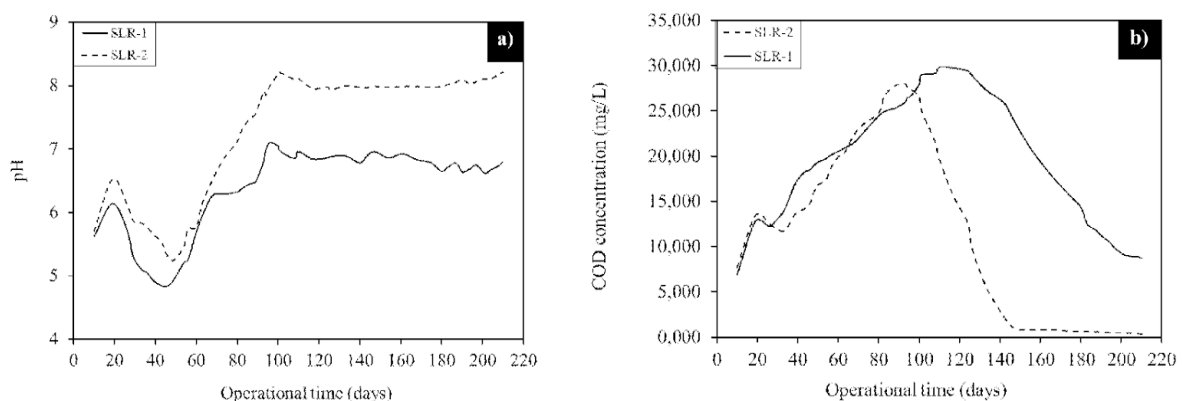 9
8
7
6
5
4
pH
SLR-1
SLR-2
a)
0 20 40 60 80 100 120 140 160 180 200 220
Operational time (days)
35,000
30,000
25,000
20,000
15,000
10,000
5,000
0,000
COD concentration (mg/L)
SLR-2
SLR-1
b)
0 20 40 60 80 100 120 140 160 180 200 220
Operational time (days)